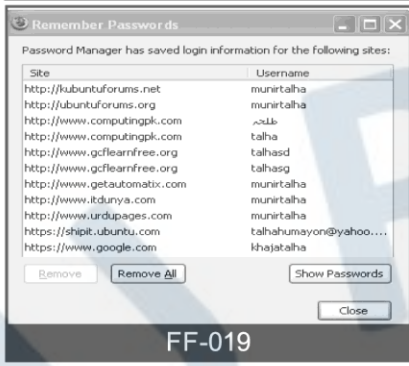 Remember Passwords
Password Manager has saved login information for the following sites:
Site Username
http://kubuntuforums.net munirtalha
http://ubuntuforums.org munirtalha
http://www.computingpk.com طلحہ
http://www.computingpk.com talha
http://www.gcflearnfree.org talhasd
http://www.gcflearnfree.org talhasg
http://www.getautomatix.com munirtalha
http://www.itdunya.com munirtalha
http://www.urdupages.com munirtalha
https://shipit.ubuntu.com talhahumayon@yahoo....
https://www.google.com khajatalha
Remove Remove All Show Passwords
Close
FF-019